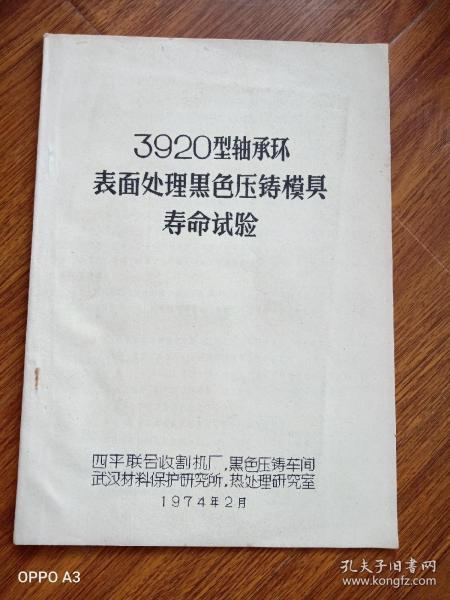 3920型轴承环
表面处理黑色压铸模具
寿命试验
四平联合收割机厂,黑色压铸车间
武汉材料保护研究所,热处理研究室
1974年2月
OPPO A3
孔夫子旧书网
www.kongfz.com